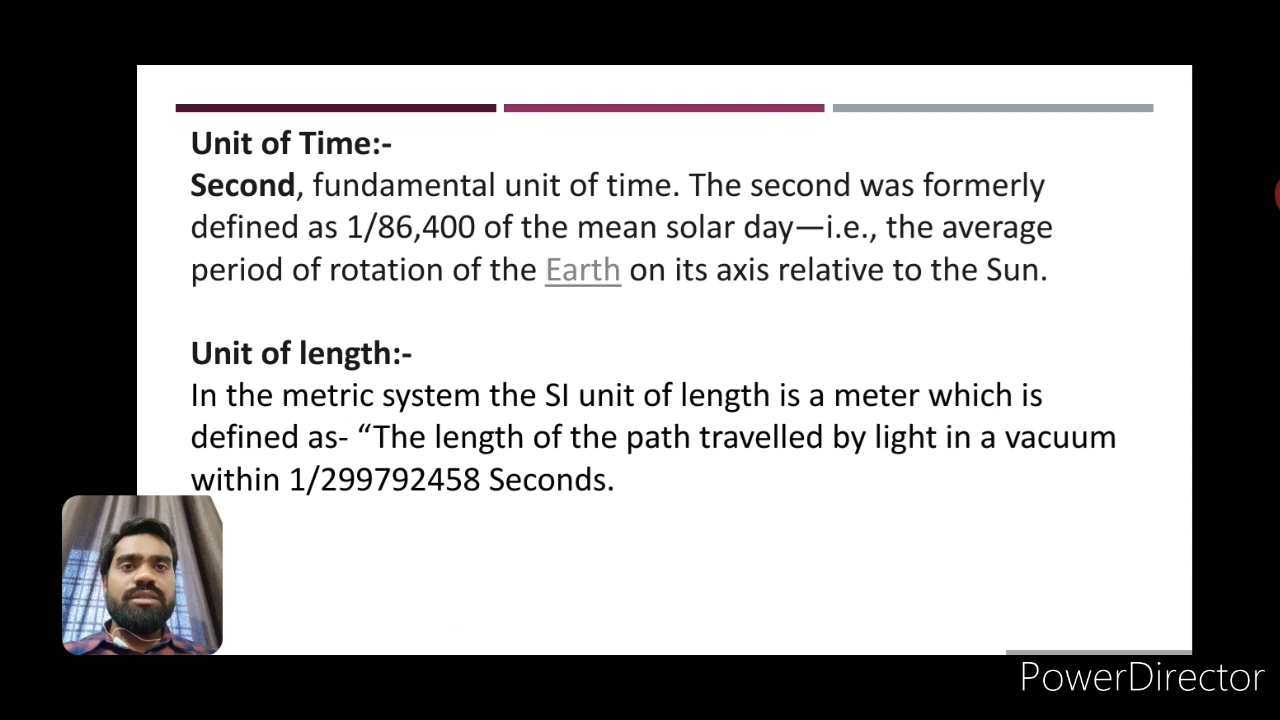 Unit of Time:-
Second, fundamental unit of time. The second was formerly
defined as 1/86,400 of the mean solar day—i.e., the average
period of rotation of the Earth on its axis relative to the Sun.
Unit of length:-
In the metric system the SI unit of length is a meter which is
defined as- “The length of the path travelled by light in a vacuum
within 1/299792458 Seconds.
PowerDirector